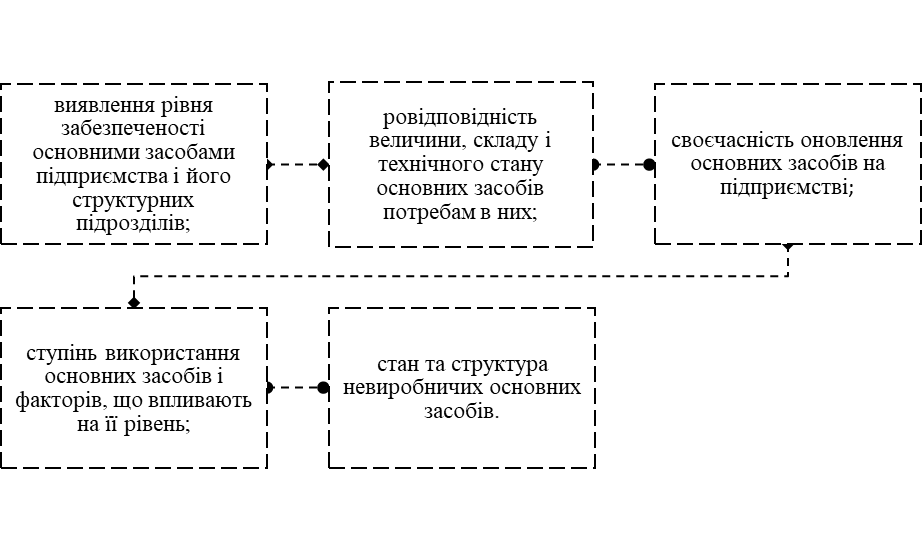 виявлення рівня
забезпеченості
основними засобами
підприємства і його
структурних
підрозділів;
ровідповідність
величини, складу і
технічного стану
основних засобів
потребам в них;
своєчасність оновлення
основних засобів на
підприємстві;
ступінь використання
основних засобів і
факторів, що впливають
на її рівень;
стан та структура
невиробничих основних
засобів.